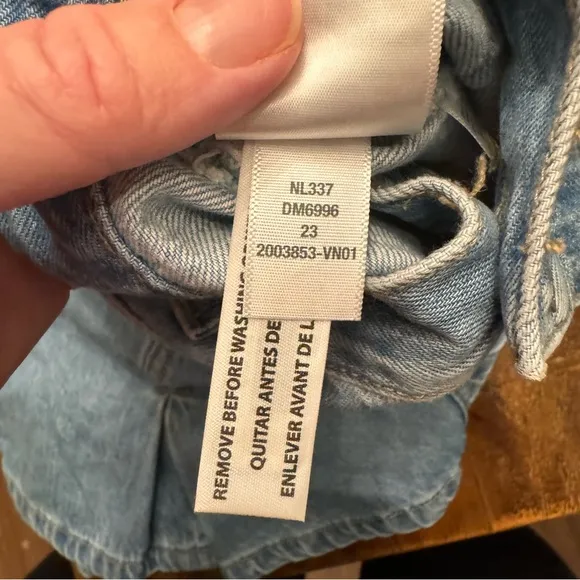 NL337
DM6996
23
2003853-VN01
REMOVE BEFORE WASHING
QUITAR ANTES DE
ENLEVER AVANT DE L